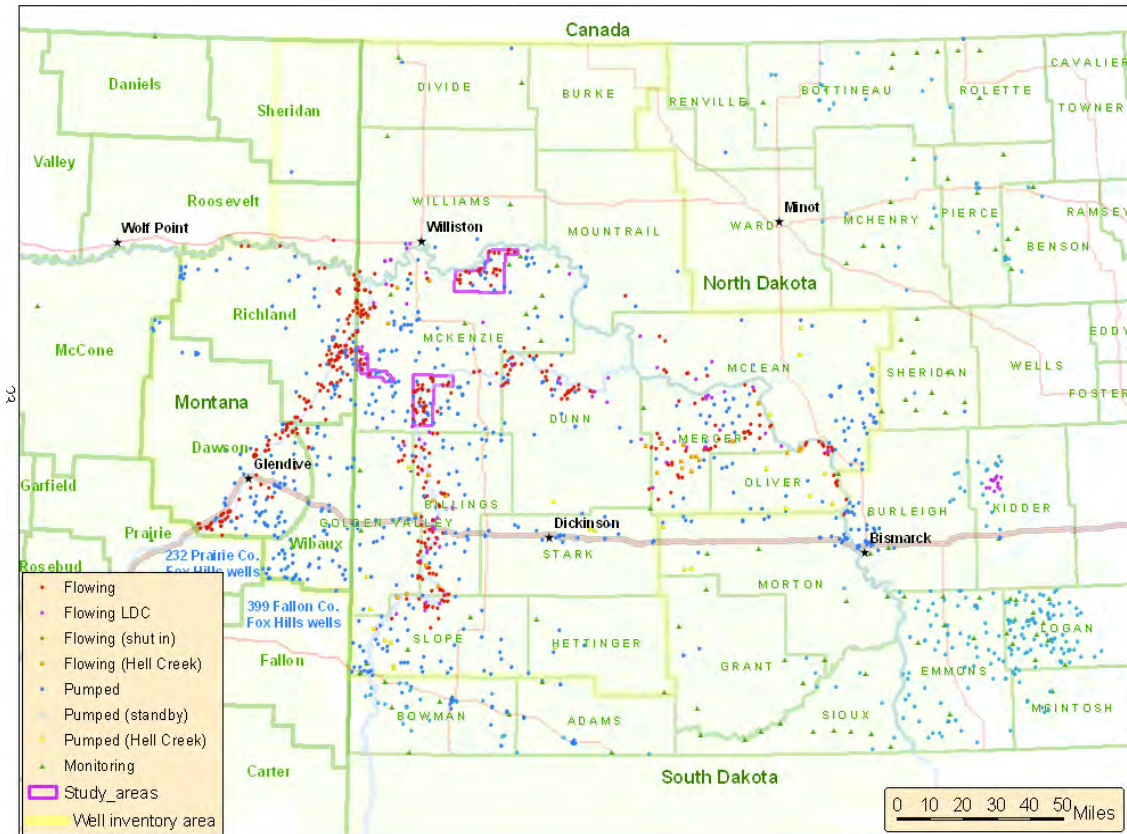 Canada
Daniels
Sheridan
DIVIDE
BURKE
RENVILLE
BOTTINEAU
ROLETTE
CAVALIER
TOWNER
Valley
Roosevelt
WILLIAMS
Wolf Point
Williston
MOUNTRAIL
WARD
Minot
MCHENRY
PIERCE
RAMSEY
BENSON
North Dakota
Richland
McCone
MCKENZIE
MCLEAN
SHERIDAN
WELLS
EDDY
FOSTER
23
Montana
DUNN
MERCER
Dawson
Glendive
OLIVER
Garfield
BILLINGS
BURLEIGH
KIDDER
Prairie
GOLDEN VALLEY
Dickinson
STARK
Bismarck
Rosebud
Wibaux
232 Prairie Co.
Fox Hills wells
MORTON
399 Fallon Co.
Fox Hills wells
SLOPE
HETTINGER
GRANT
EMMONS
LOGAN
Fallon
BOWMAN
ADAMS
SIOUX
MCINTOSH
Carter
South Dakota
Flowing
Flowing LDC
Flowing (shut in)
Flowing (Hell Creek)
Pumped
Pumped (standby)
Pumped (Hell Creek)
Monitoring
Study_areas
Well inventory area
0 10 20 30 40 50 Miles